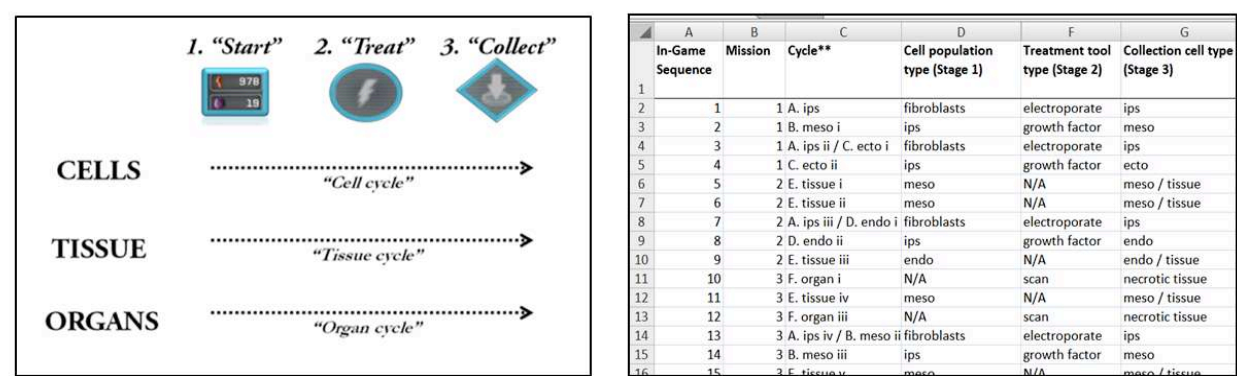 1. “Start” 2. “Treat” 3. “Collect”
978
19
CELLS
“Cell cycle”
TISSUE
“Tissue cycle”
ORGANS
“Organ cycle”
A B C D F G
In-Game Sequence Mission Cycle** Cell population type (Stage 1) Treatment tool type (Stage 2) Collection cell type (Stage 3)
1
2 1 1 A. ips fibroblasts electroporate ips
3 2 1 B. meso i ips growth factor meso
4 3 1 A. ips ii / C. ecto i fibroblasts electroporate ips
5 4 1 C. ecto ii ips growth factor ecto
6 5 2 E. tissue i meso N/A meso / tissue
7 6 2 E. tissue ii meso N/A meso / tissue
8 7 2 A. ips iii / D. endo i fibroblasts electroporate ips
9 8 2 D. endo ii ips growth factor endo
10 9 2 E. tissue iii endo N/A endo / tissue
11 10 3 F. organ i N/A scan necrotic tissue
12 11 3 E. tissue iv meso N/A meso / tissue
13 12 3 F. organ iii N/A scan necrotic tissue
14 13 3 A. ips iv / B. meso ii fibroblasts electroporate ips
15 14 3 B. meso iii ips growth factor meso
16 15 3 E. tissue v meso N/A meso / tissue